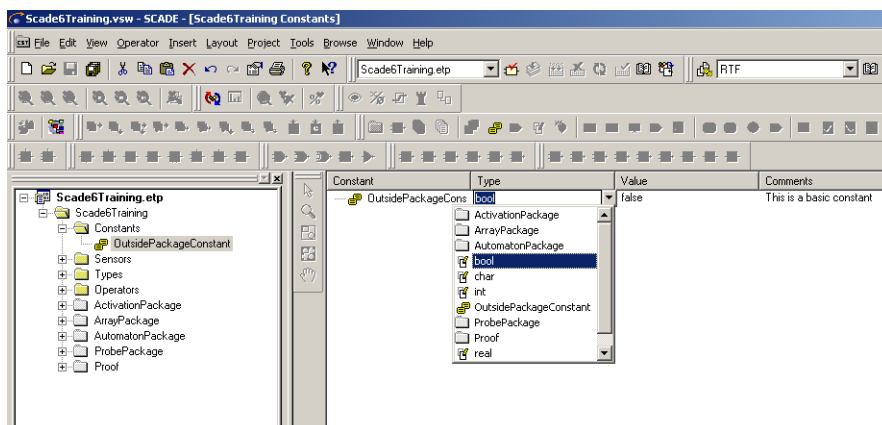 Scade6Training.vsw - SCADE - [Scade6Training Constants]
File Edit View Operator Insert Layout Project Tools Browse Window Help
Scade6Training.etp RTF
Constant Type Value Comments
Scade6Training.etp
Scade6Training
Constants
OutsidePackageConstant
Sensors
Types
Operators
ActivationPackage
ArrayPackage
AutomatonPackage
ProbePackage
Proof
OutsidePackageCons bool false This is a basic constant
ActivationPackage
ArrayPackage
AutomatonPackage
bool
char
int
OutsidePackageConstant
ProbePackage
Proof
real